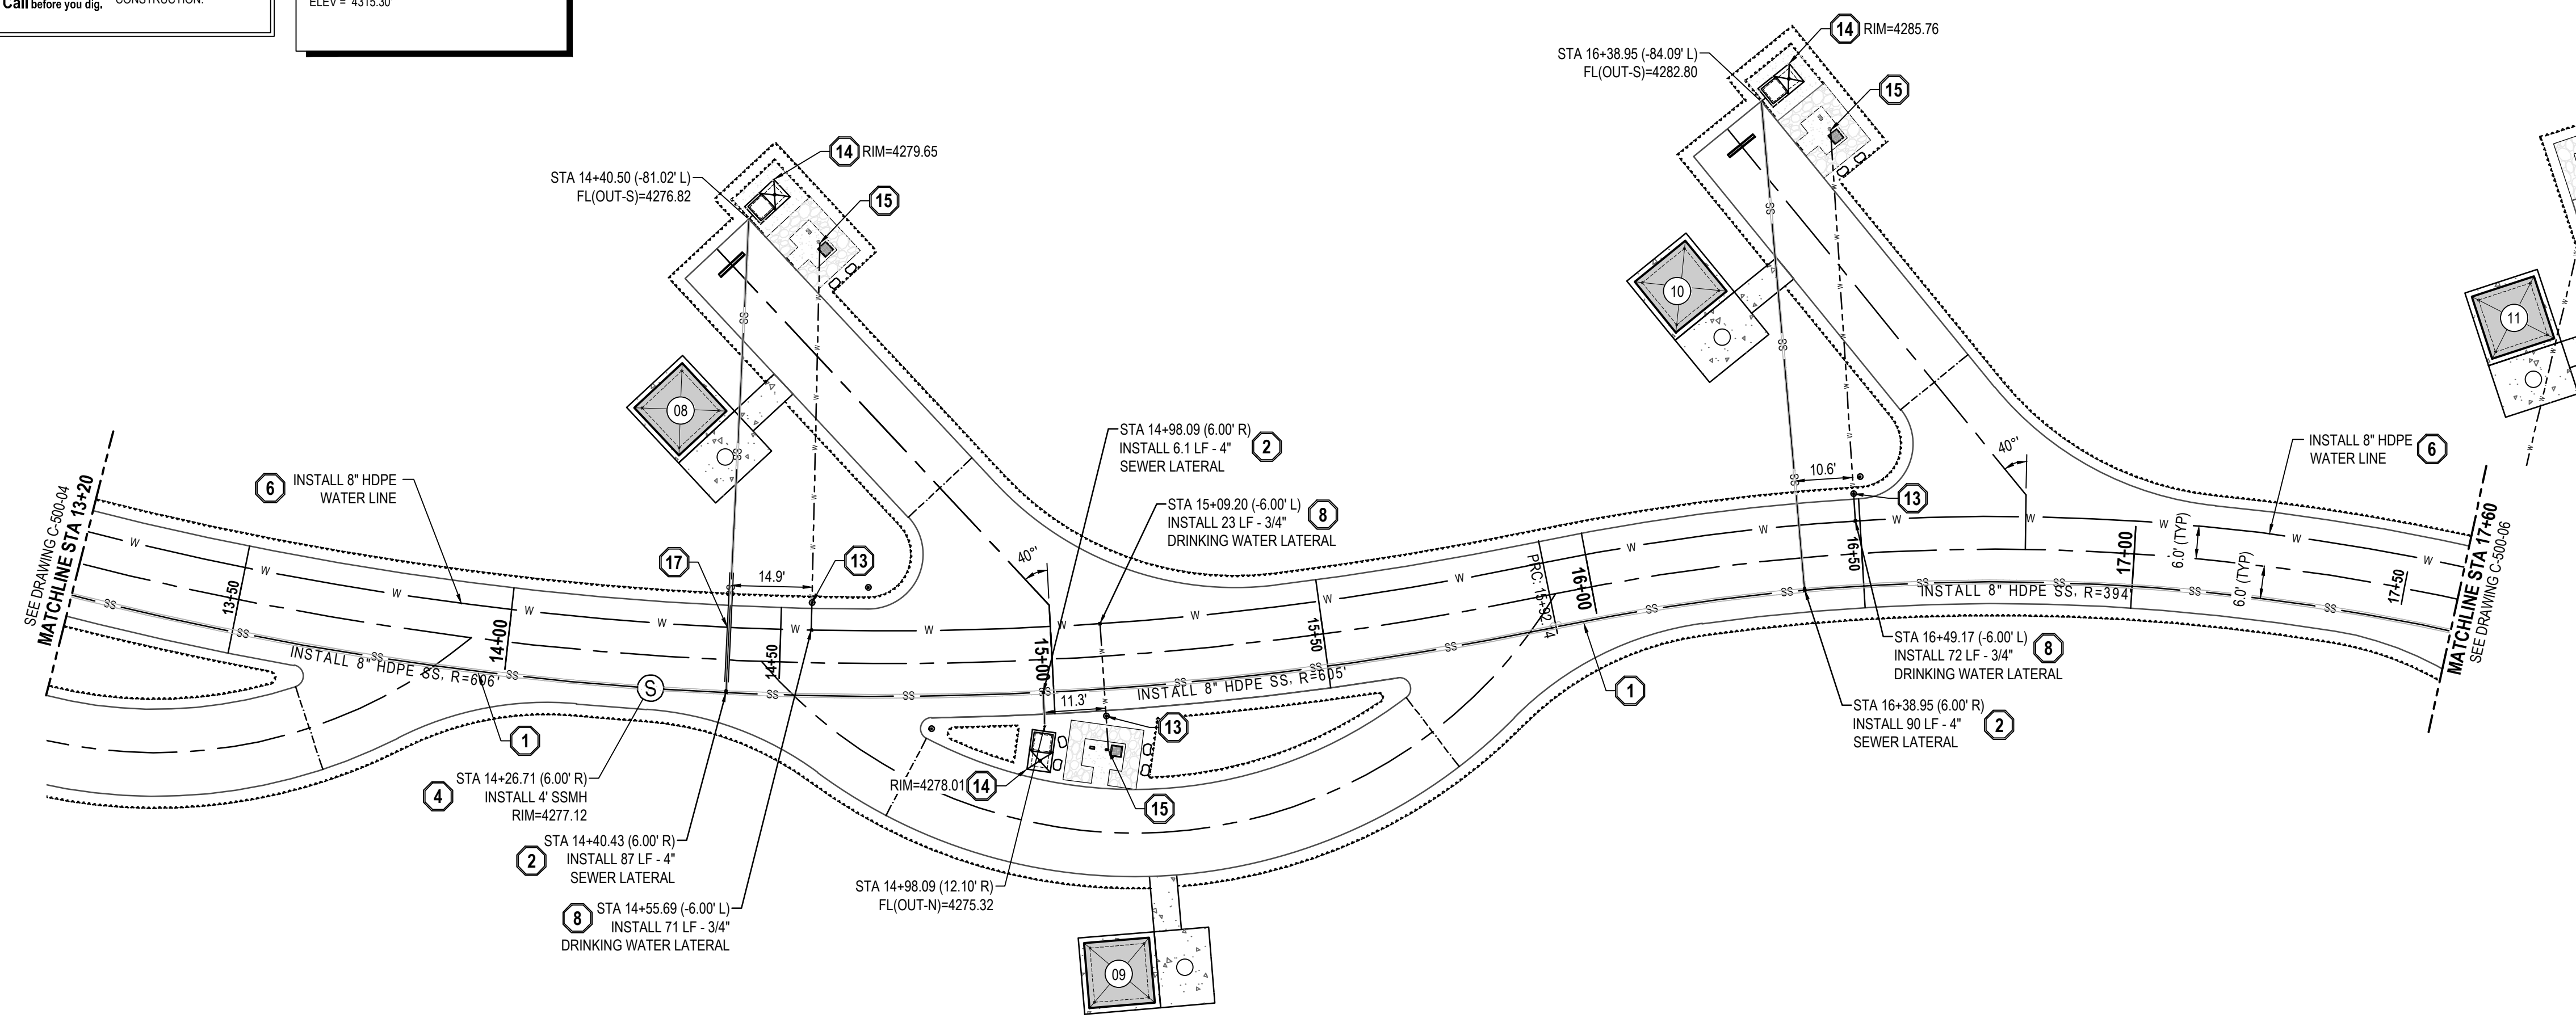 Call before you dig.
CONSTRUCTION.
ELEV = 4315.30
14 RIM=4285.76
STA 16+38.95 (-84.09' L)
FL(OUT-S)=4282.80
15
14 RIM=4279.65
STA 14+40.50 (-81.02' L)
FL(OUT-S)=4276.82
15
10
11
08
STA 14+98.09 (6.00' R)
INSTALL 6.1 LF - 4"
SEWER LATERAL
2
INSTALL 8" HDPE
WATER LINE
6
6
INSTALL 8" HDPE
WATER LINE
40°
10.6'
13
STA 15+09.20 (-6.00' L)
INSTALL 23 LF - 3/4"
DRINKING WATER LATERAL
8
SEE DRAWING C-500-04
MATCHLINE STA 13+20
17
14.9'
13
40°
W
SS
13+50
14+00
14+50
15+00
15+50
PRC: 15+92.14
16+00
16+50
17+00
17+50
6.0' (TYP)
6.0' (TYP)
MATCHLINE STA 17+60
SEE DRAWING C-500-06
INSTALL 8" HDPE SS, R=606'
S
INSTALL 8" HDPE SS, R=605'
INSTALL 8" HDPE SS, R=394'
11.3'
13
1
STA 16+49.17 (-6.00' L)
INSTALL 72 LF - 3/4"
DRINKING WATER LATERAL
8
STA 16+38.95 (6.00' R)
INSTALL 90 LF - 4"
SEWER LATERAL
2
1
4
STA 14+26.71 (6.00' R)
INSTALL 4' SSMH
RIM=4277.12
RIM=4278.01 14
15
2
STA 14+40.43 (6.00' R)
INSTALL 87 LF - 4"
SEWER LATERAL
STA 14+98.09 (12.10' R)
FL(OUT-N)=4275.32
8
STA 14+55.69 (-6.00' L)
INSTALL 71 LF - 3/4"
DRINKING WATER LATERAL
09